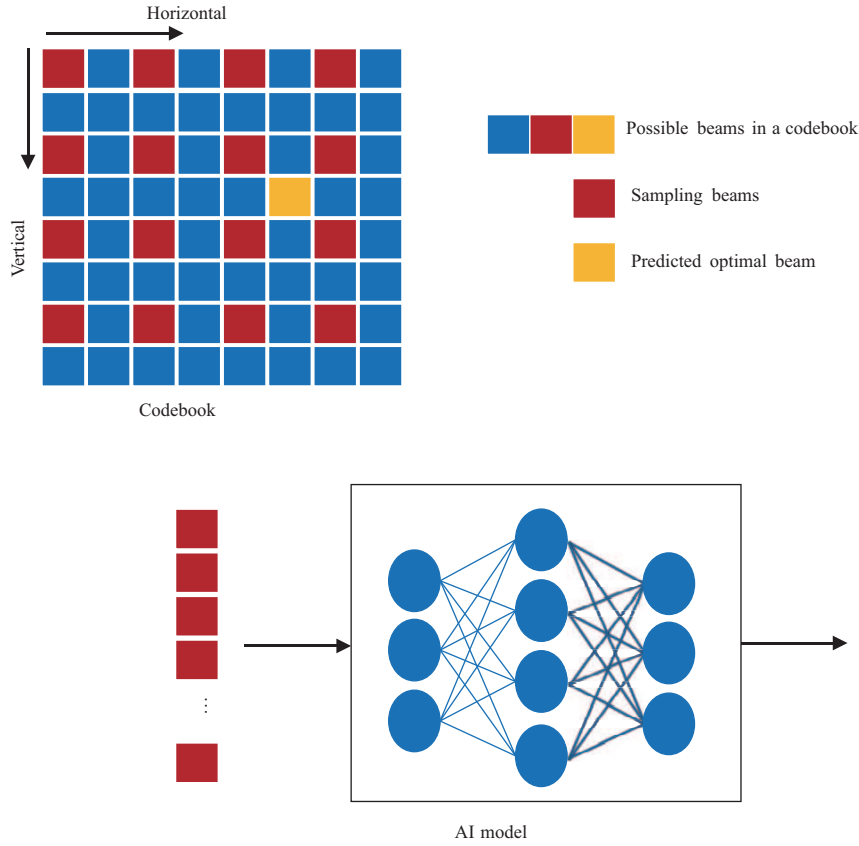 Horizontal
Vertical
Possible beams in a codebook
Sampling beams
Predicted optimal beam
Codebook
...
AI model